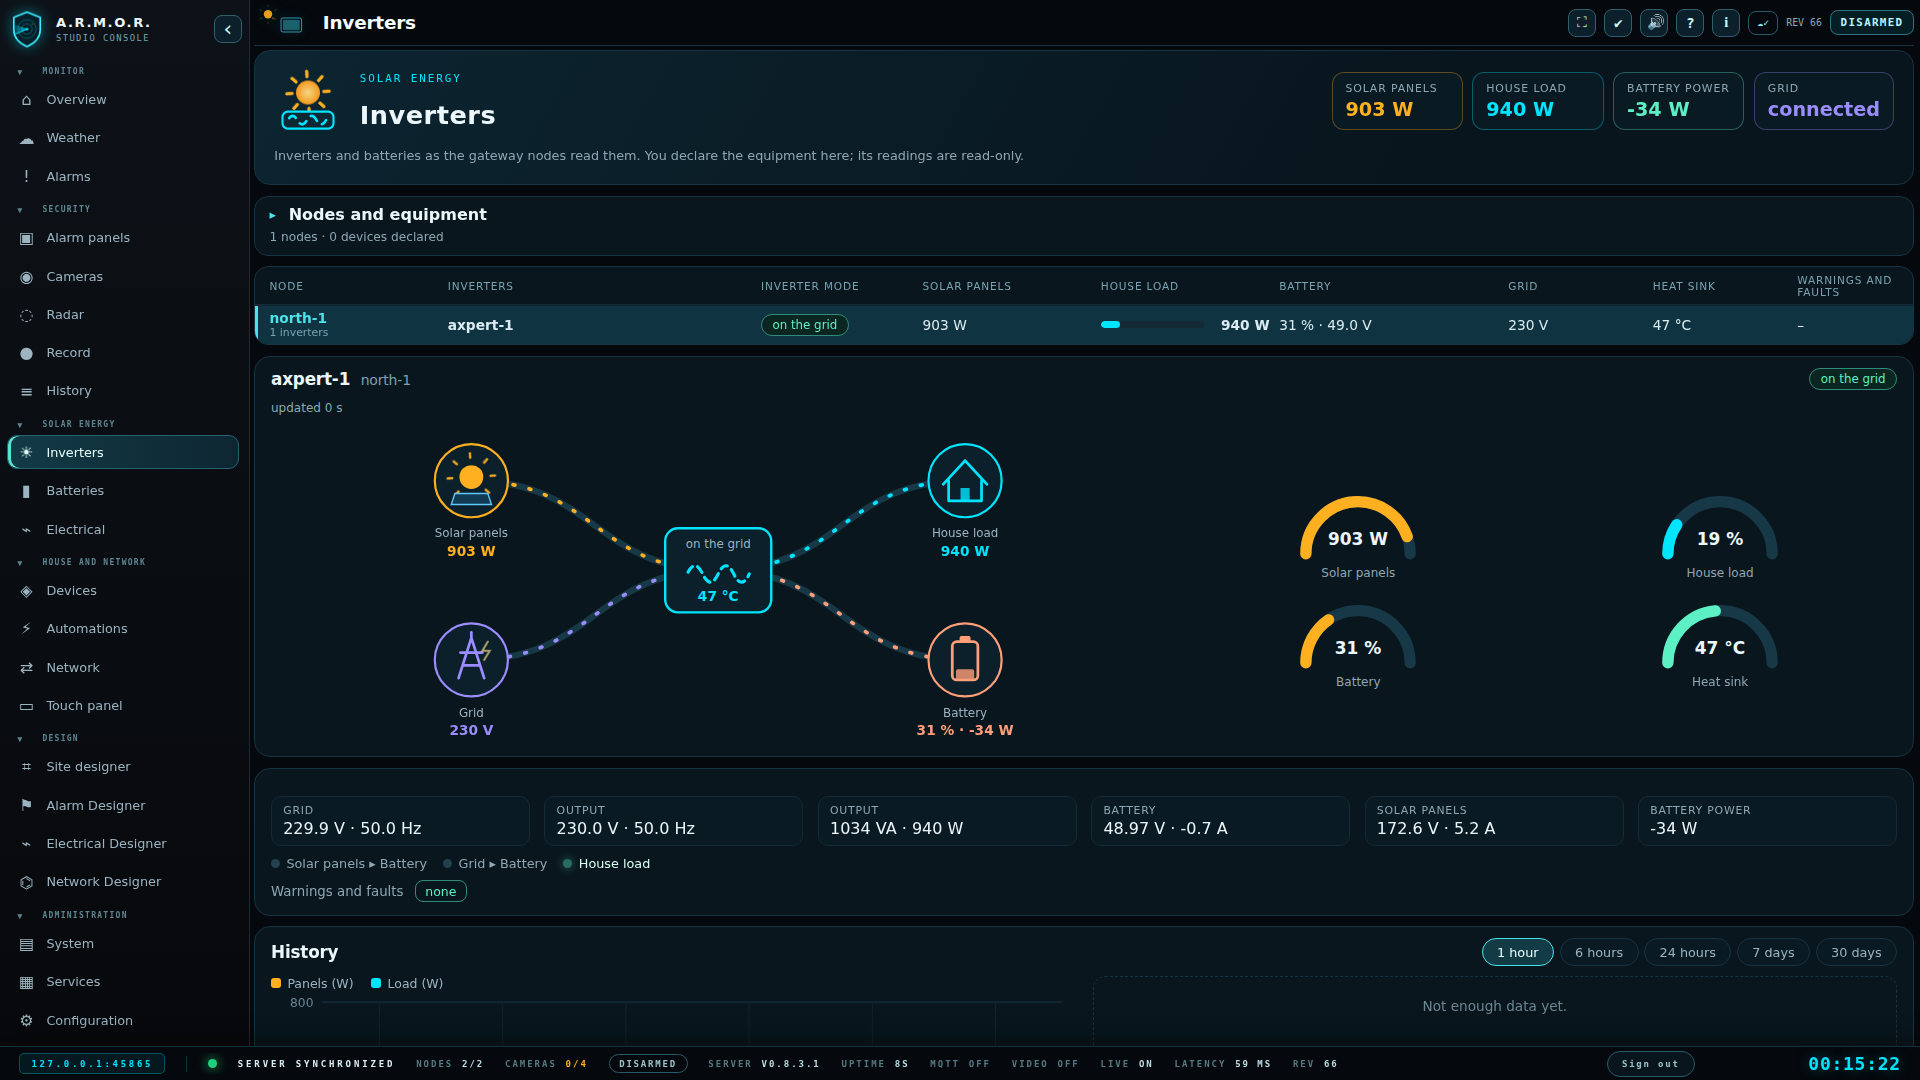 A.R.M.O.R.
STUDIO CONSOLE
MONITOR
Overview
Weather
Alarms
SECURITY
Alarm panels
Cameras
Radar
Record
History
SOLAR ENERGY
Inverters
Batteries
Electrical
HOUSE AND NETWORK
Devices
Automations
Network
Touch panel
DESIGN
Site designer
Alarm Designer
Electrical Designer
Network Designer
ADMINISTRATION
System
Services
Configuration
Inverters
REV 66
DISARMED
SOLAR ENERGY
Inverters
Inverters and batteries as the gateway nodes read them. You declare the equipment here; its readings are read-only.
SOLAR PANELS
903 W
HOUSE LOAD
940 W
BATTERY POWER
-34 W
GRID
connected
Nodes and equipment
1 nodes · 0 devices declared
NODE INVERTERS INVERTER MODE SOLAR PANELS HOUSE LOAD BATTERY GRID HEAT SINK WARNINGS AND FAULTS
north-1
1 inverters
axpert-1 on the grid 903 W 940 W 31 % · 49.0 V 230 V 47 °C –
axpert-1 north-1
on the grid
updated 0 s
Solar panels
903 W
House load
940 W
on the grid
47 °C
Grid
230 V
Battery
31 % · -34 W
903 W
Solar panels
19 %
House load
31 %
Battery
47 °C
Heat sink
GRID
229.9 V · 50.0 Hz
OUTPUT
230.0 V · 50.0 Hz
OUTPUT
1034 VA · 940 W
BATTERY
48.97 V · -0.7 A
SOLAR PANELS
172.6 V · 5.2 A
BATTERY POWER
-34 W
Solar panels ▸ Battery Grid ▸ Battery House load
Warnings and faults none
History
1 hour 6 hours 24 hours 7 days 30 days
Panels (W) Load (W)
800
Not enough data yet.
127.0.0.1:45865 SERVER SYNCHRONIZED NODES 2/2 CAMERAS 0/4 DISARMED SERVER V0.8.3.1 UPTIME 8S MQTT OFF VIDEO OFF LIVE ON LATENCY 59 MS REV 66 Sign out 00:15:22